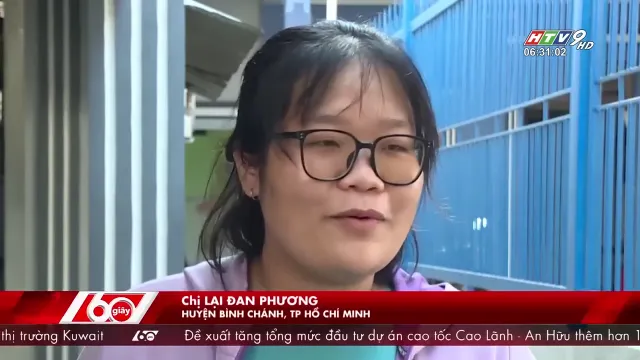 HTV9 HD
06:31:02
60 giây
Chị LẠI ĐAN PHƯƠNG
HUYỆN BÌNH CHÁNH, TP HỒ CHÍ MINH
thị trường Kuwait 60giây Đề xuất tăng tổng mức đầu tư dự án cao tốc Cao Lãnh - An Hữu thêm hơn 1